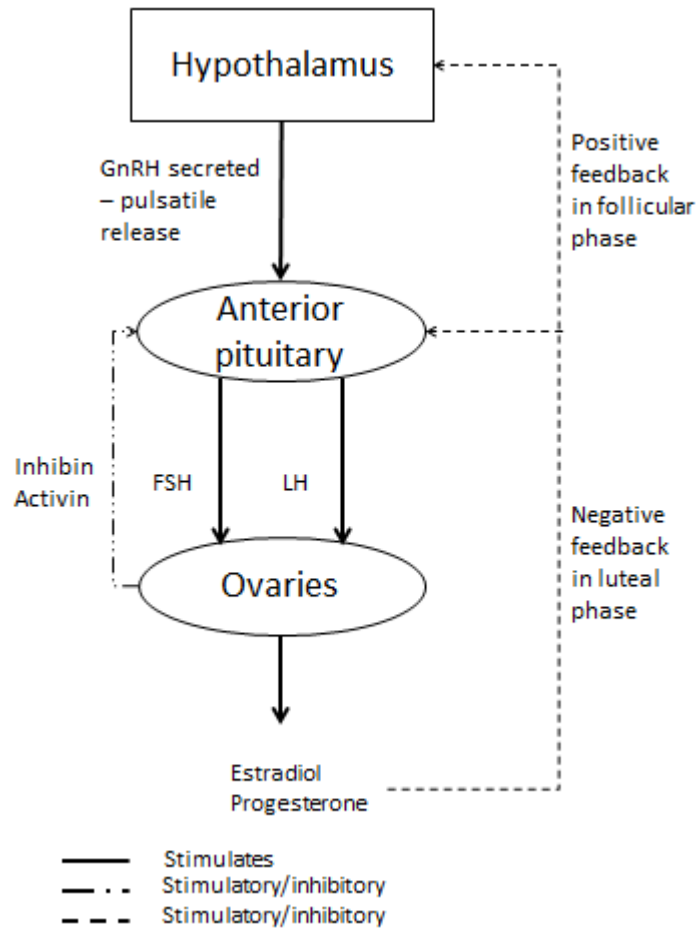 Hypothalamus
GnRH secreted
– pulsatile
release
Positive
feedback
in follicular
phase
Anterior
pituitary
Inhibin
Activin
FSH
LH
Negative
feedback
in luteal
phase
Ovaries
Estradiol
Progesterone
Stimulates
Stimulatory/inhibitory
Stimulatory/inhibitory